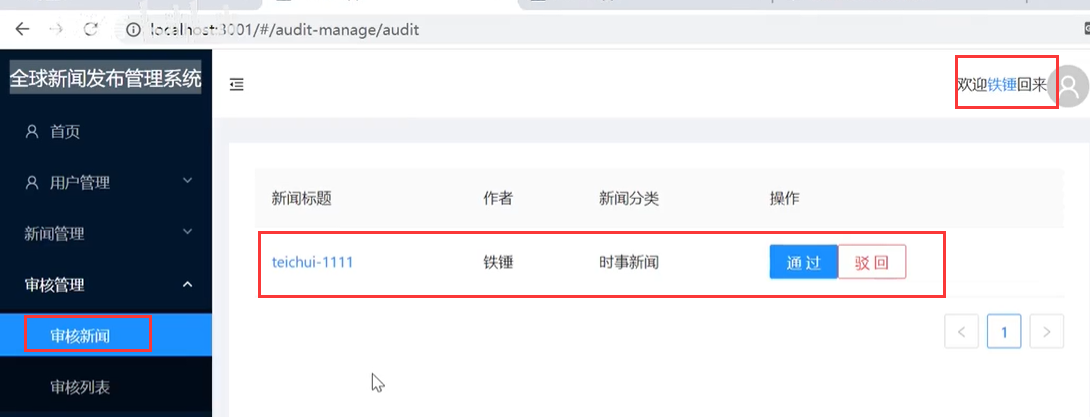 localhost:3001/#/audit-manage/audit
全球新闻发布管理系统
欢迎铁锤回来
首页
用户管理
新闻管理
审核管理
审核新闻
审核列表
新闻标题 作者 新闻分类 操作
teichui-1111 铁锤 时事新闻 通过 驳回
1